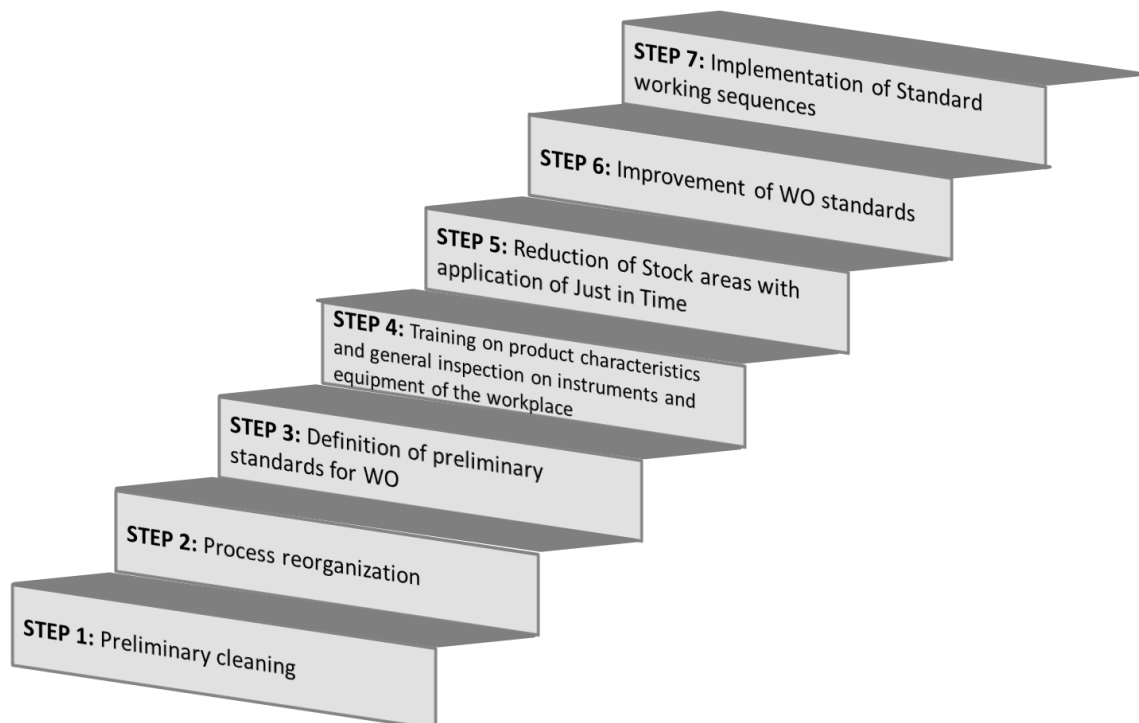 STEP 7: Implementation of Standard
working sequences
STEP 6: Improvement of WO standards
STEP 5: Reduction of Stock areas with
application of Just in Time
STEP 4: Training on product characteristics
and general inspection on instruments and
equipment of the workplace
STEP 3: Definition of preliminary
standards for WO
STEP 2: Process reorganization
STEP 1: Preliminary cleaning